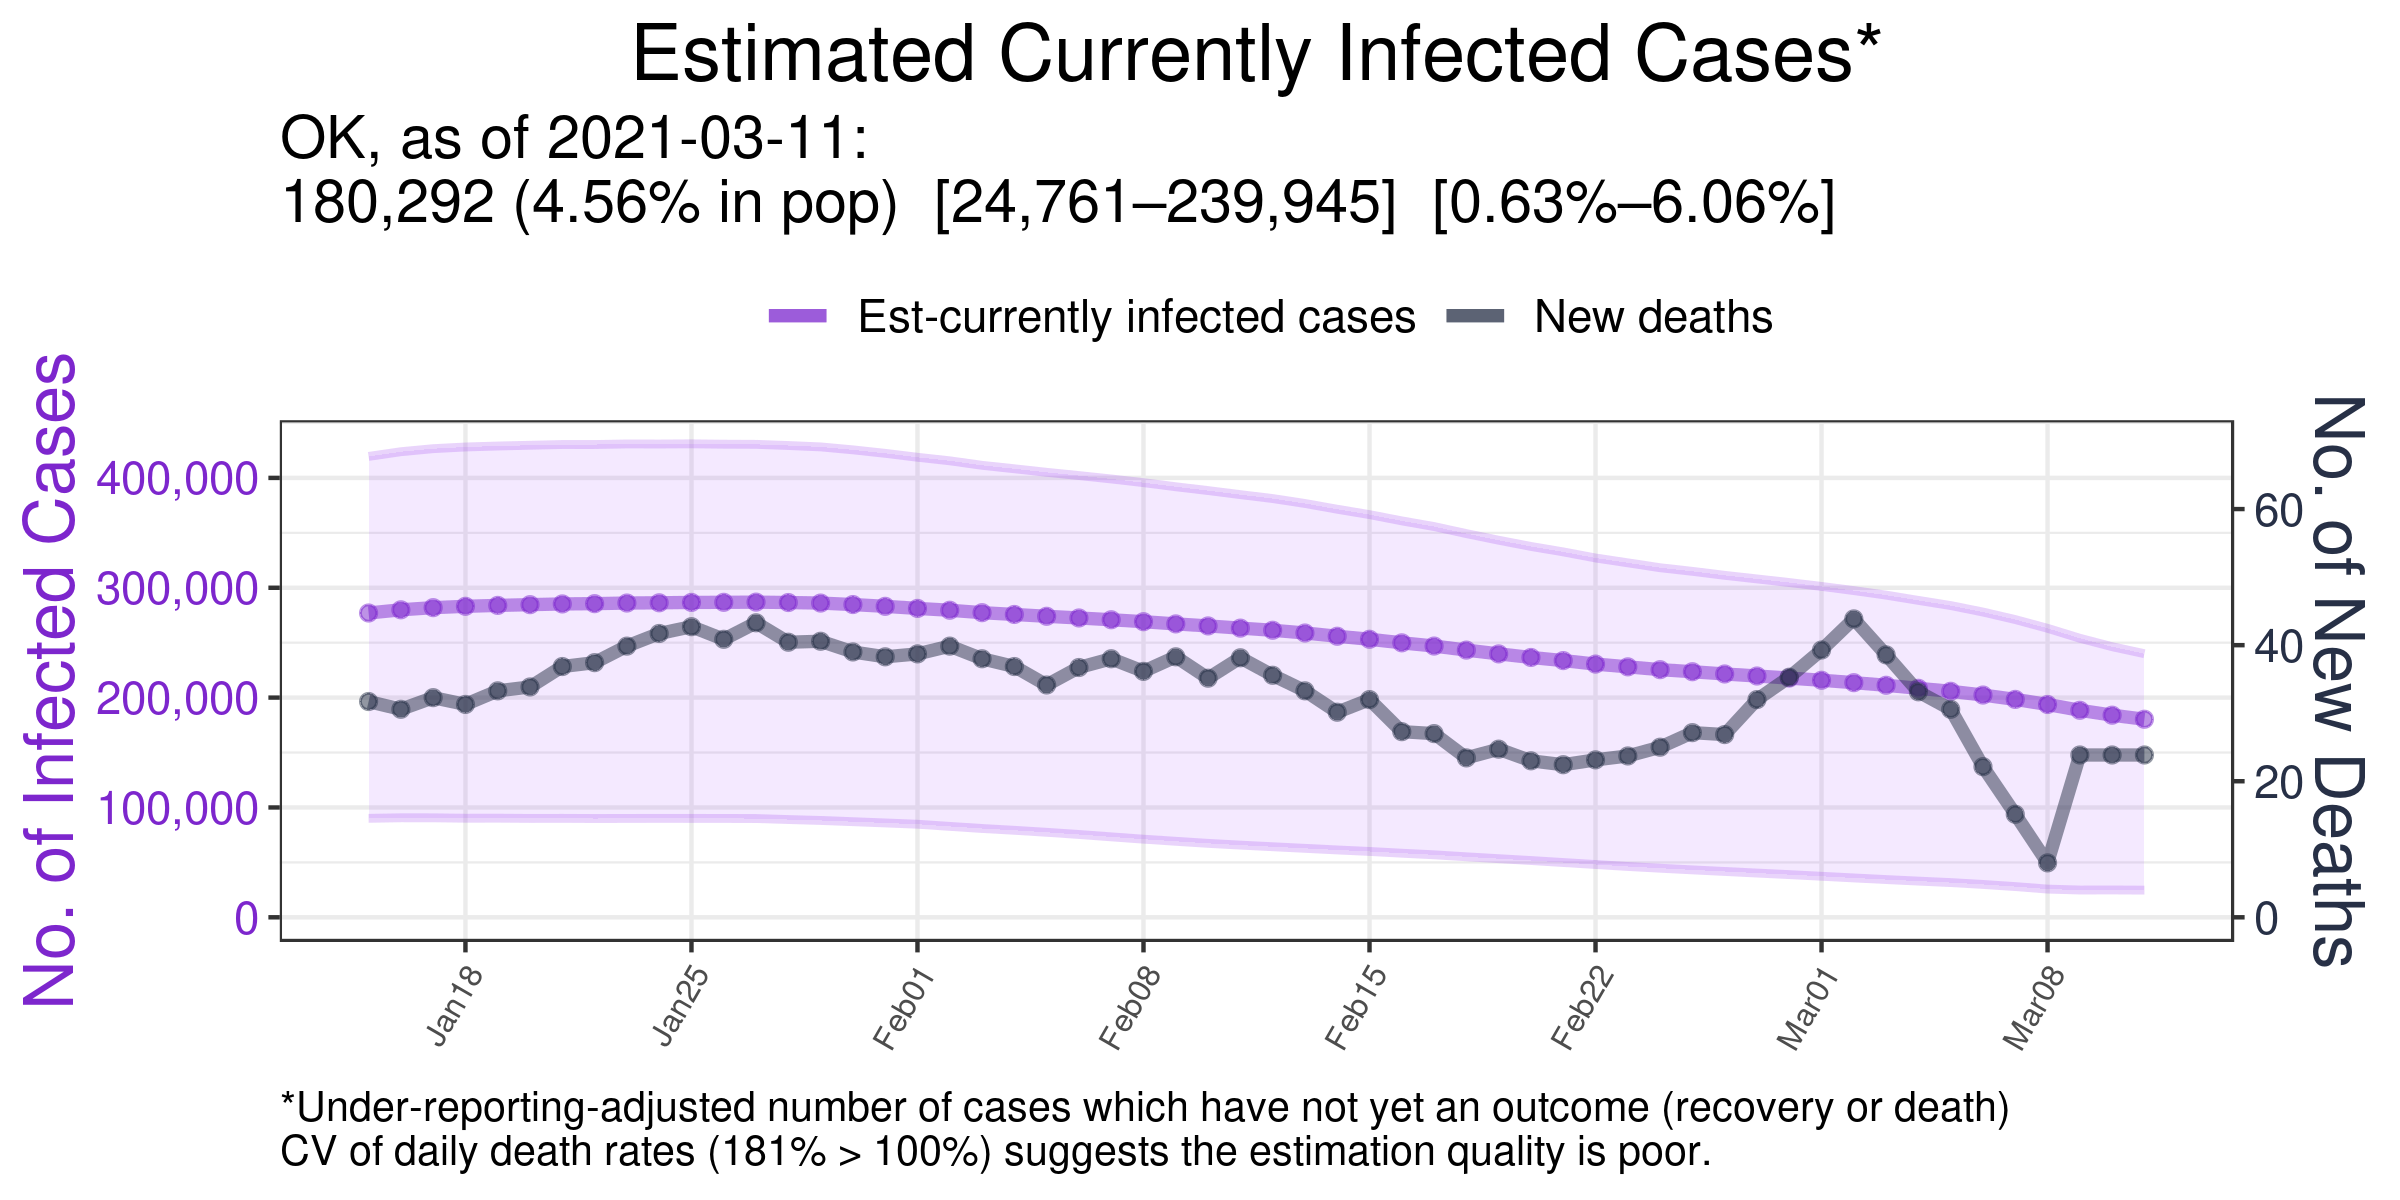 Estimated Currently Infected Cases*
OK, as of 2021-03-11:
180,292 (4.56% in pop) [24,761–239,945] [0.63%–6.06%]
Est-currently infected cases
New deaths
No. of Infected Cases
400,000
300,000
200,000
100,000
0
No. of New Deaths
60
40
20
0
Jan18
Jan25
Feb01
Feb08
Feb15
Feb22
Mar01
Mar08
*Under-reporting-adjusted number of cases which have not yet an outcome (recovery or death)
CV of daily death rates (181% > 100%) suggests the estimation quality is poor.